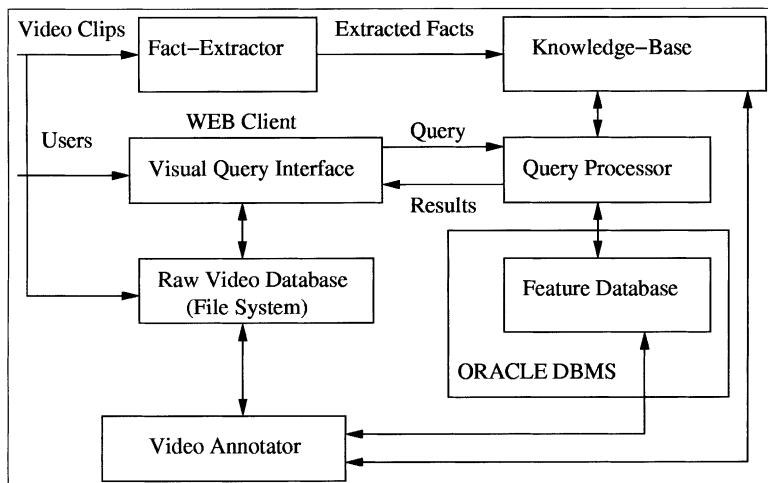 Video Clips
Fact-Extractor
Extracted Facts
Knowledge-Base
WEB Client
Users
Visual Query Interface
Query
Query Processor
Results
Raw Video Database
(File System)
Feature Database
ORACLE DBMS
Video Annotator